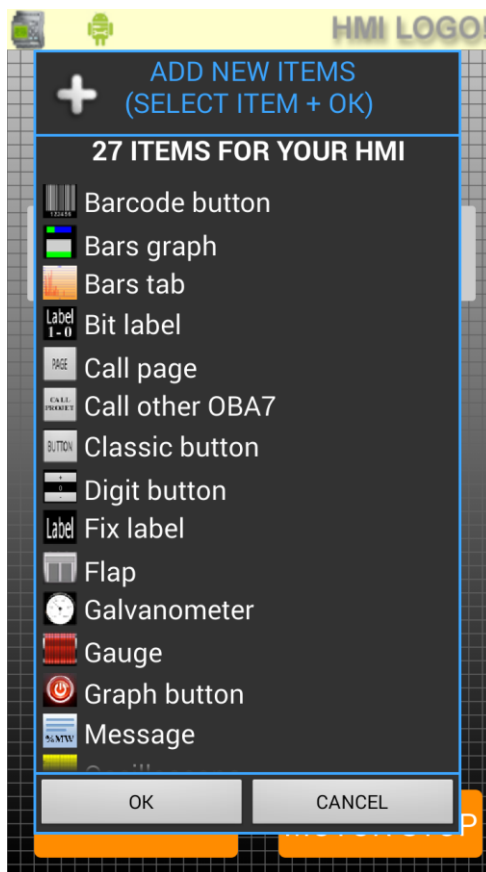 HMI LOGO!
ADD NEW ITEMS
(SELECT ITEM + OK)
27 ITEMS FOR YOUR HMI
Barcode button
Bars graph
Bars tab
Label
1-0
Bit label
PAGE
Call page
CALL
PROJECT
Call other OBA7
BUTTON
Classic button
Digit button
Label
Fix label
Flap
Galvanometer
Gauge
Graph button
%MW
Message
OK
CANCEL